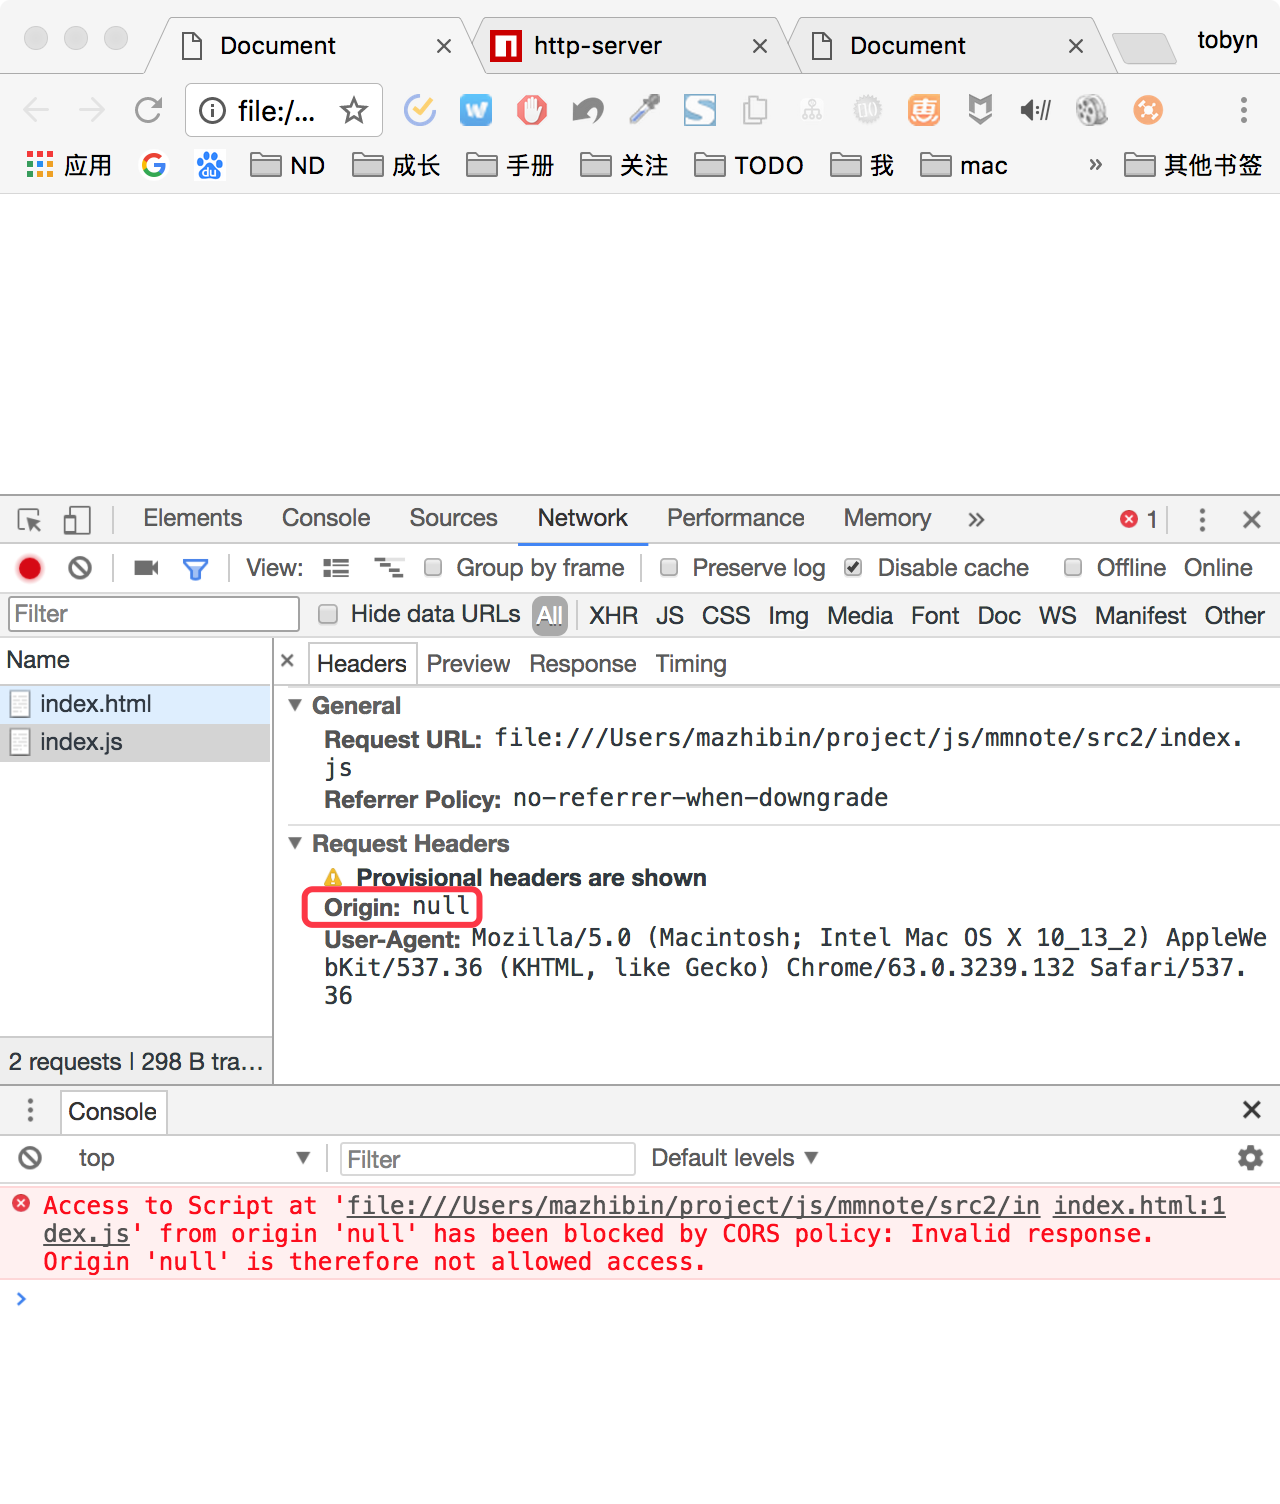 Document
http-server
Document
tobyn
file:/...
应用
ND
成长
手册
关注
TODO
我
mac
»
其他书签
Elements
Console
Sources
Network
Performance
Memory
»
1
View:
Group by frame
Preserve log
Disable cache
Offline
Online
Filter
Hide data URLs
All
XHR
JS
CSS
Img
Media
Font
Doc
WS
Manifest
Other
Name
Headers
Preview
Response
Timing
index.html
index.js
General
Request URL: file:///Users/mazhibin/project/js/mmnote/src2/index.
js
Referrer Policy: no-referrer-when-downgrade
Request Headers
Provisional headers are shown
Origin: null
User-Agent: Mozilla/5.0 (Macintosh; Intel Mac OS X 10_13_2) AppleWe
bKit/537.36 (KHTML, like Gecko) Chrome/63.0.3239.132 Safari/537.
36
2 requests | 298 B tra...
Console
top
Filter
Default levels
Access to Script at 'file:///Users/mazhibin/project/js/mmnote/src2/in index.html:1
dex.js' from origin 'null' has been blocked by CORS policy: Invalid response.
Origin 'null' is therefore not allowed access.